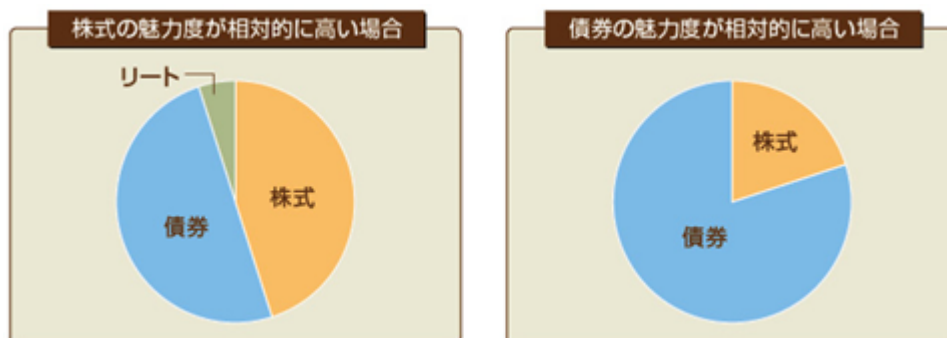 株式の魅力度が相対的に高い場合
リート
株式
債券
債券の魅力度が相対的に高い場合
株式
債券